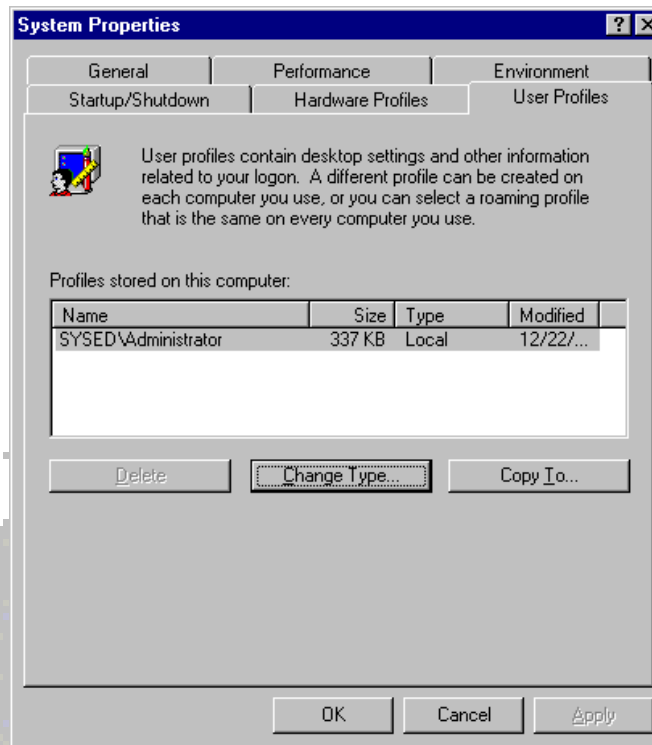 System Properties
General Performance Environment
Startup/Shutdown Hardware Profiles User Profiles
User profiles contain desktop settings and other information
related to your logon. A different profile can be created on
each computer you use, or you can select a roaming profile
that is the same on every computer you use.
Profiles stored on this computer:
Name Size Type Modified
SYSED\Administrator 337 KB Local 12/22/...
Delete Change Type... Copy To...
OK Cancel Apply